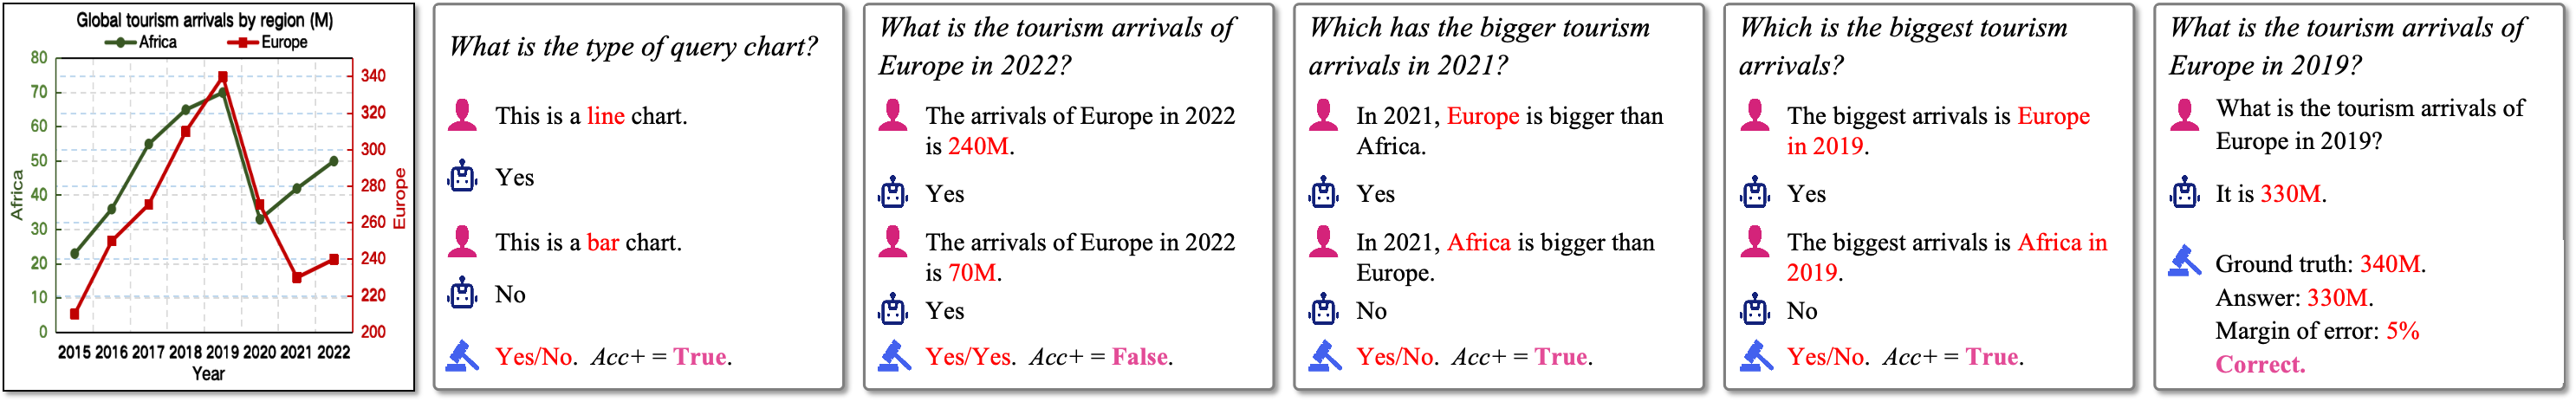 Global tourism arrivals by region (M)
Africa Europe
80
70
60
50
40
30
20
10
0
Africa
340
320
300
280
260
240
220
200
Europe
2015 2016 2017 2018 2019 2020 2021 2022
Year
What is the type of query chart?
This is a line chart.
Yes
This is a bar chart.
No
Yes/No. Acc+ = True.
What is the tourism arrivals of
Europe in 2022?
The arrivals of Europe in 2022
is 240M.
Yes
The arrivals of Europe in 2022
is 70M.
Yes
Yes/Yes. Acc+ = False.
Which has the bigger tourism
arrivals in 2021?
In 2021, Europe is bigger than
Africa.
Yes
In 2021, Africa is bigger than
Europe.
No
Yes/No. Acc+ = True.
Which is the biggest tourism
arrivals?
The biggest arrivals is Europe
in 2019.
Yes
The biggest arrivals is Africa in
2019.
No
Yes/No. Acc+ = True.
What is the tourism arrivals of
Europe in 2019?
What is the tourism arrivals of
Europe in 2019?
It is 330M.
Ground truth: 340M.
Answer: 330M.
Margin of error: 5%
Correct.